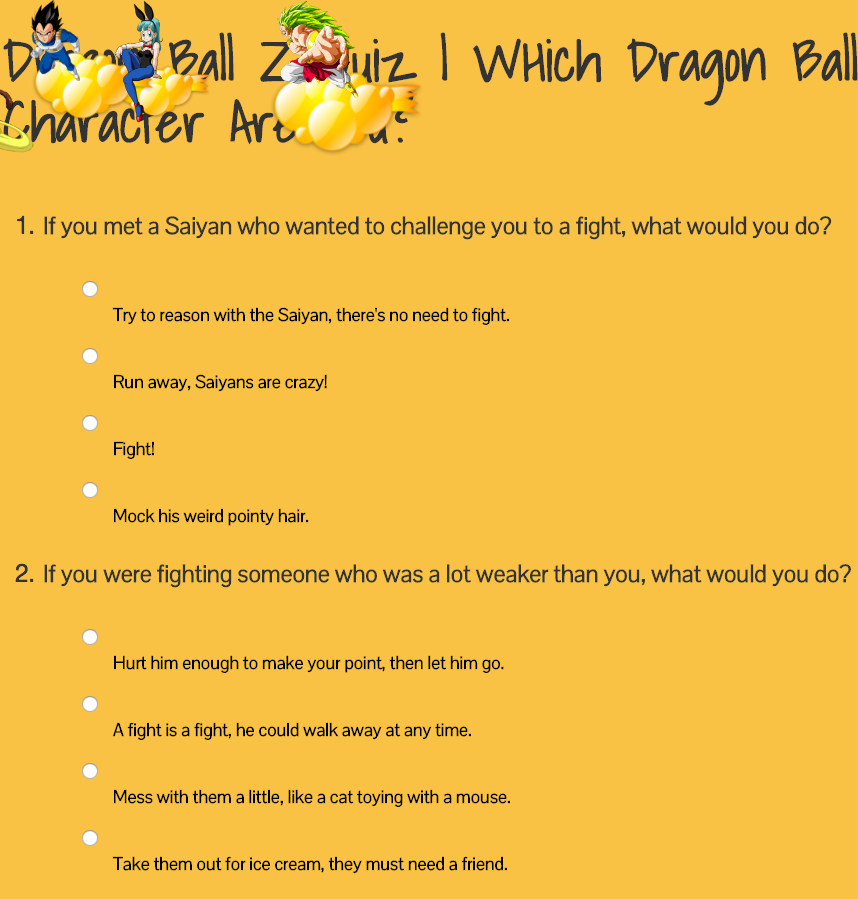 Ball Z | WHich Dragon Ball
Character
1. If you met a Saiyan who wanted to challenge you to a fight, what would you do?
Try to reason with the Saiyan, there's no need to fight.
Run away, Saiyans are crazy!
Fight!
Mock his weird pointy hair.
2. If you were fighting someone who was a lot weaker than you, what would you do?
Hurt him enough to make your point, then let him go.
A fight is a fight, he could walk away at any time.
Mess with them a little, like a cat toying with a mouse.
Take them out for ice cream, they must need a friend.